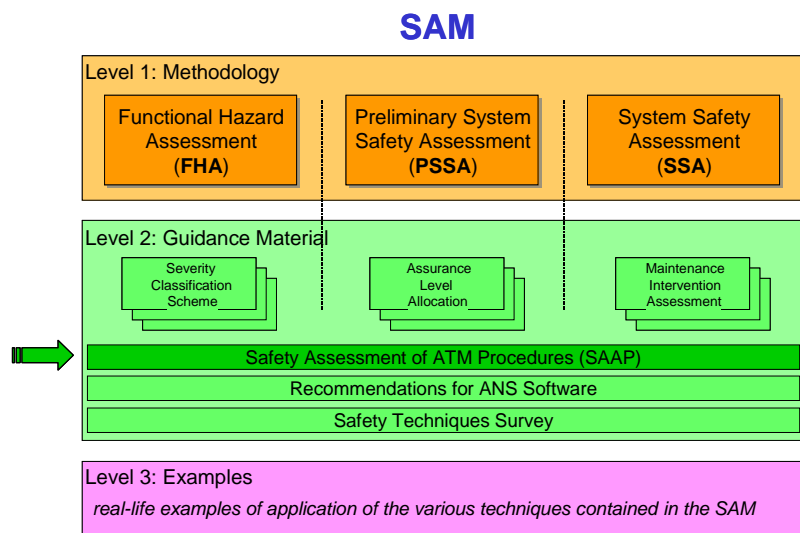 SAM
Level 1: Methodology
Functional Hazard
Assessment
(FHA)
Preliminary System
Safety Assessment
(PSSA)
System Safety
Assessment
(SSA)
Level 2: Guidance Material
Severity
Classification
Scheme
Assurance
Level
Allocation
Maintenance
Intervention
Assessment
Safety Assessment of ATM Procedures (SAAP)
Recommendations for ANS Software
Safety Techniques Survey
Level 3: Examples
real-life examples of application of the various techniques contained in the SAM